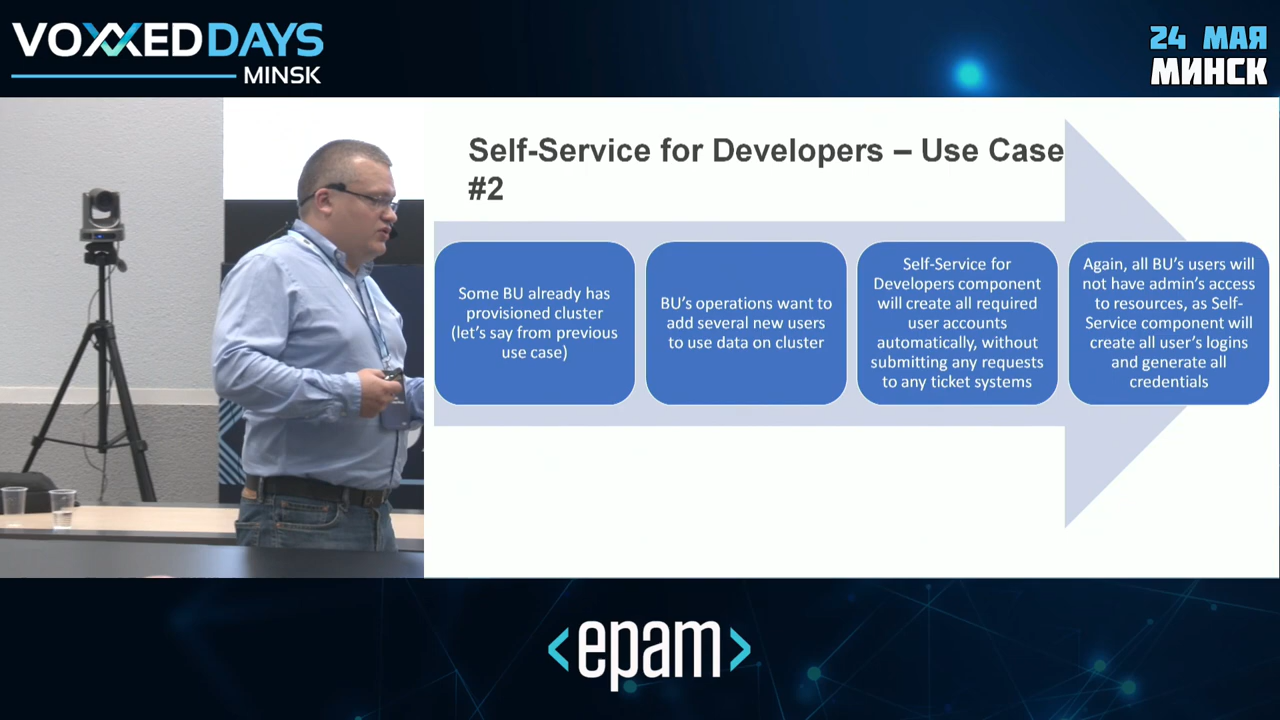 VOXXEDDAYS
MINSK
24 МАЯ
МИНСК
Self-Service for Developers – Use Case
#2
Some BU already has
provisioned cluster
(let's say from previous
use case)
BU's operations want to
add several new users
to use data on cluster
Self-Service for
Developers component
will create all required
user accounts
automatically, without
submitting any requests
to any ticket systems
Again, all BU's users will
not have admin's access
to resources, as Self-
Service component will
create all user's logins
and generate all
credentials
<epam>